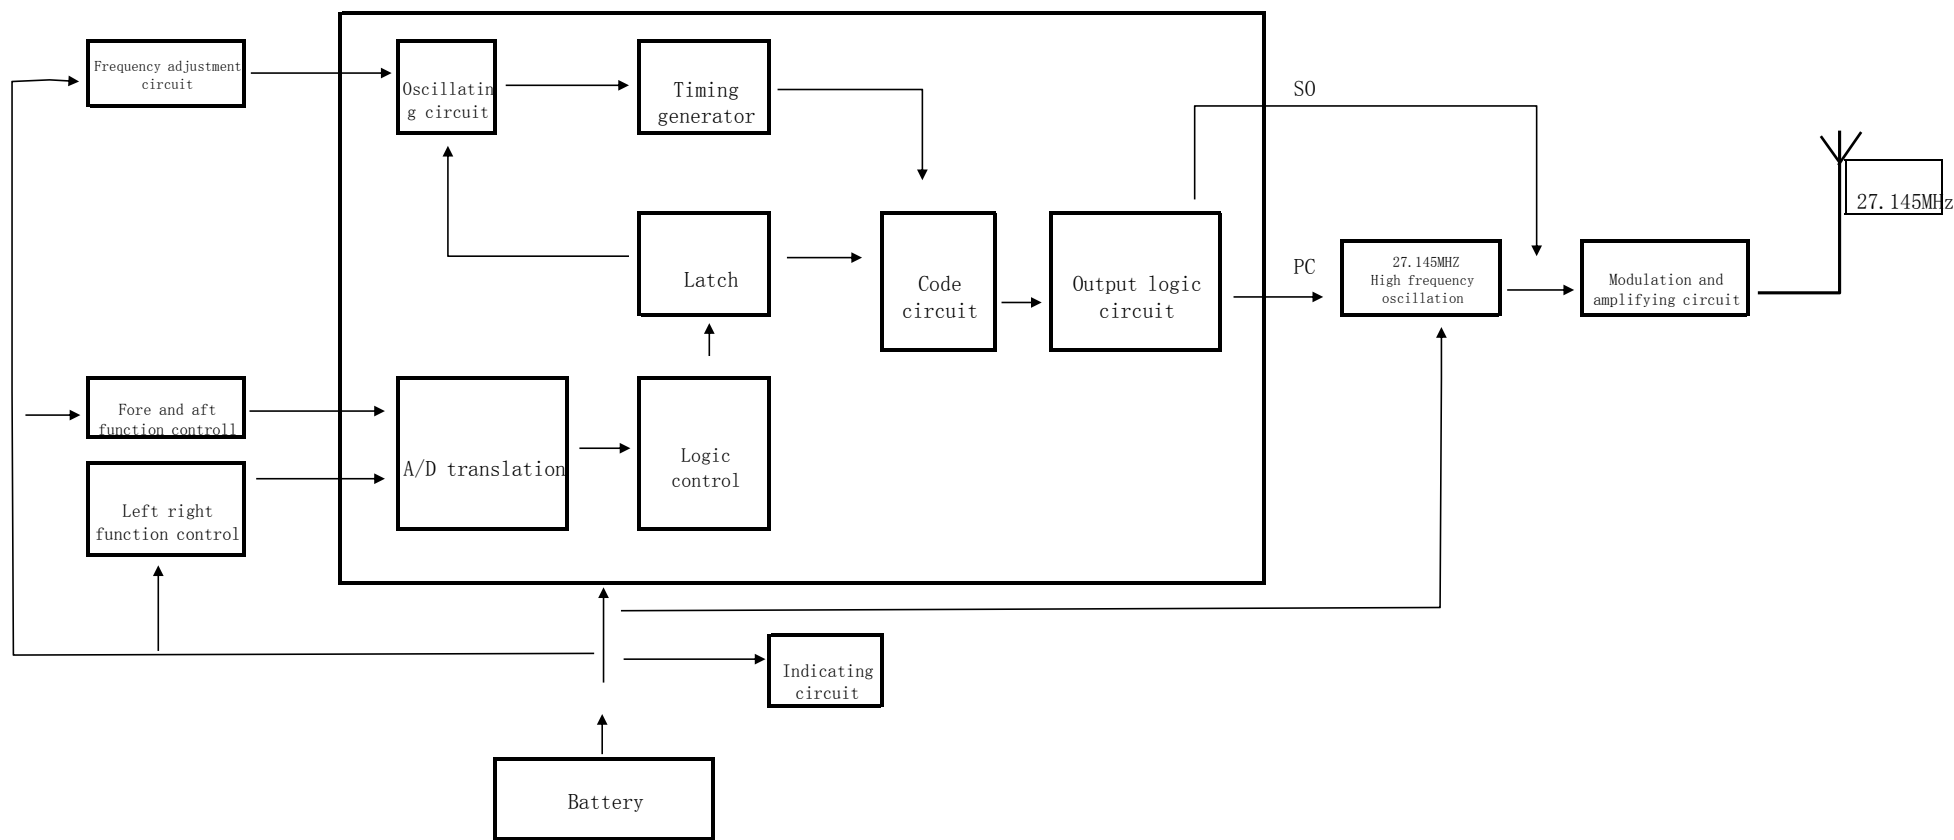 Frequency adjustment
circuit
Oscillatin
g circuit
Timing
generator
SO
27.145MHz
Latch
Code
circuit
Output logic
circuit
PC
27.145MHZ
High frequency
oscillation
Modulation and
amplifying circuit
Fore and aft
function controll
A/D translation
Logic
control
Left right
function control
Indicating
circuit
Battery